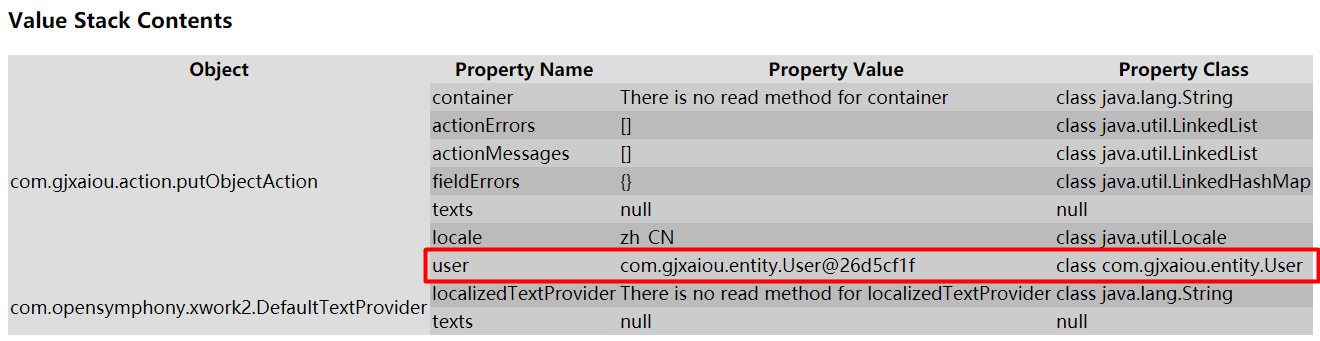 Value Stack Contents
Object Property Name Property Value Property Class
container There is no read method for container class java.lang.String
actionErrors [] class java.util.LinkedList
actionMessages [] class java.util.LinkedList
com.gjxaiou.action.putObjectAction fieldErrors {} class java.util.LinkedHashMap
texts null null
locale zh_CN class java.util.Locale
user com.gjxaiou.entity.User@26d5cf1f class com.gjxaiou.entity.User
com.opensymphony.xwork2.DefaultTextProvider localizedTextProvider There is no read method for localizedTextProvider class java.lang.String
texts null null